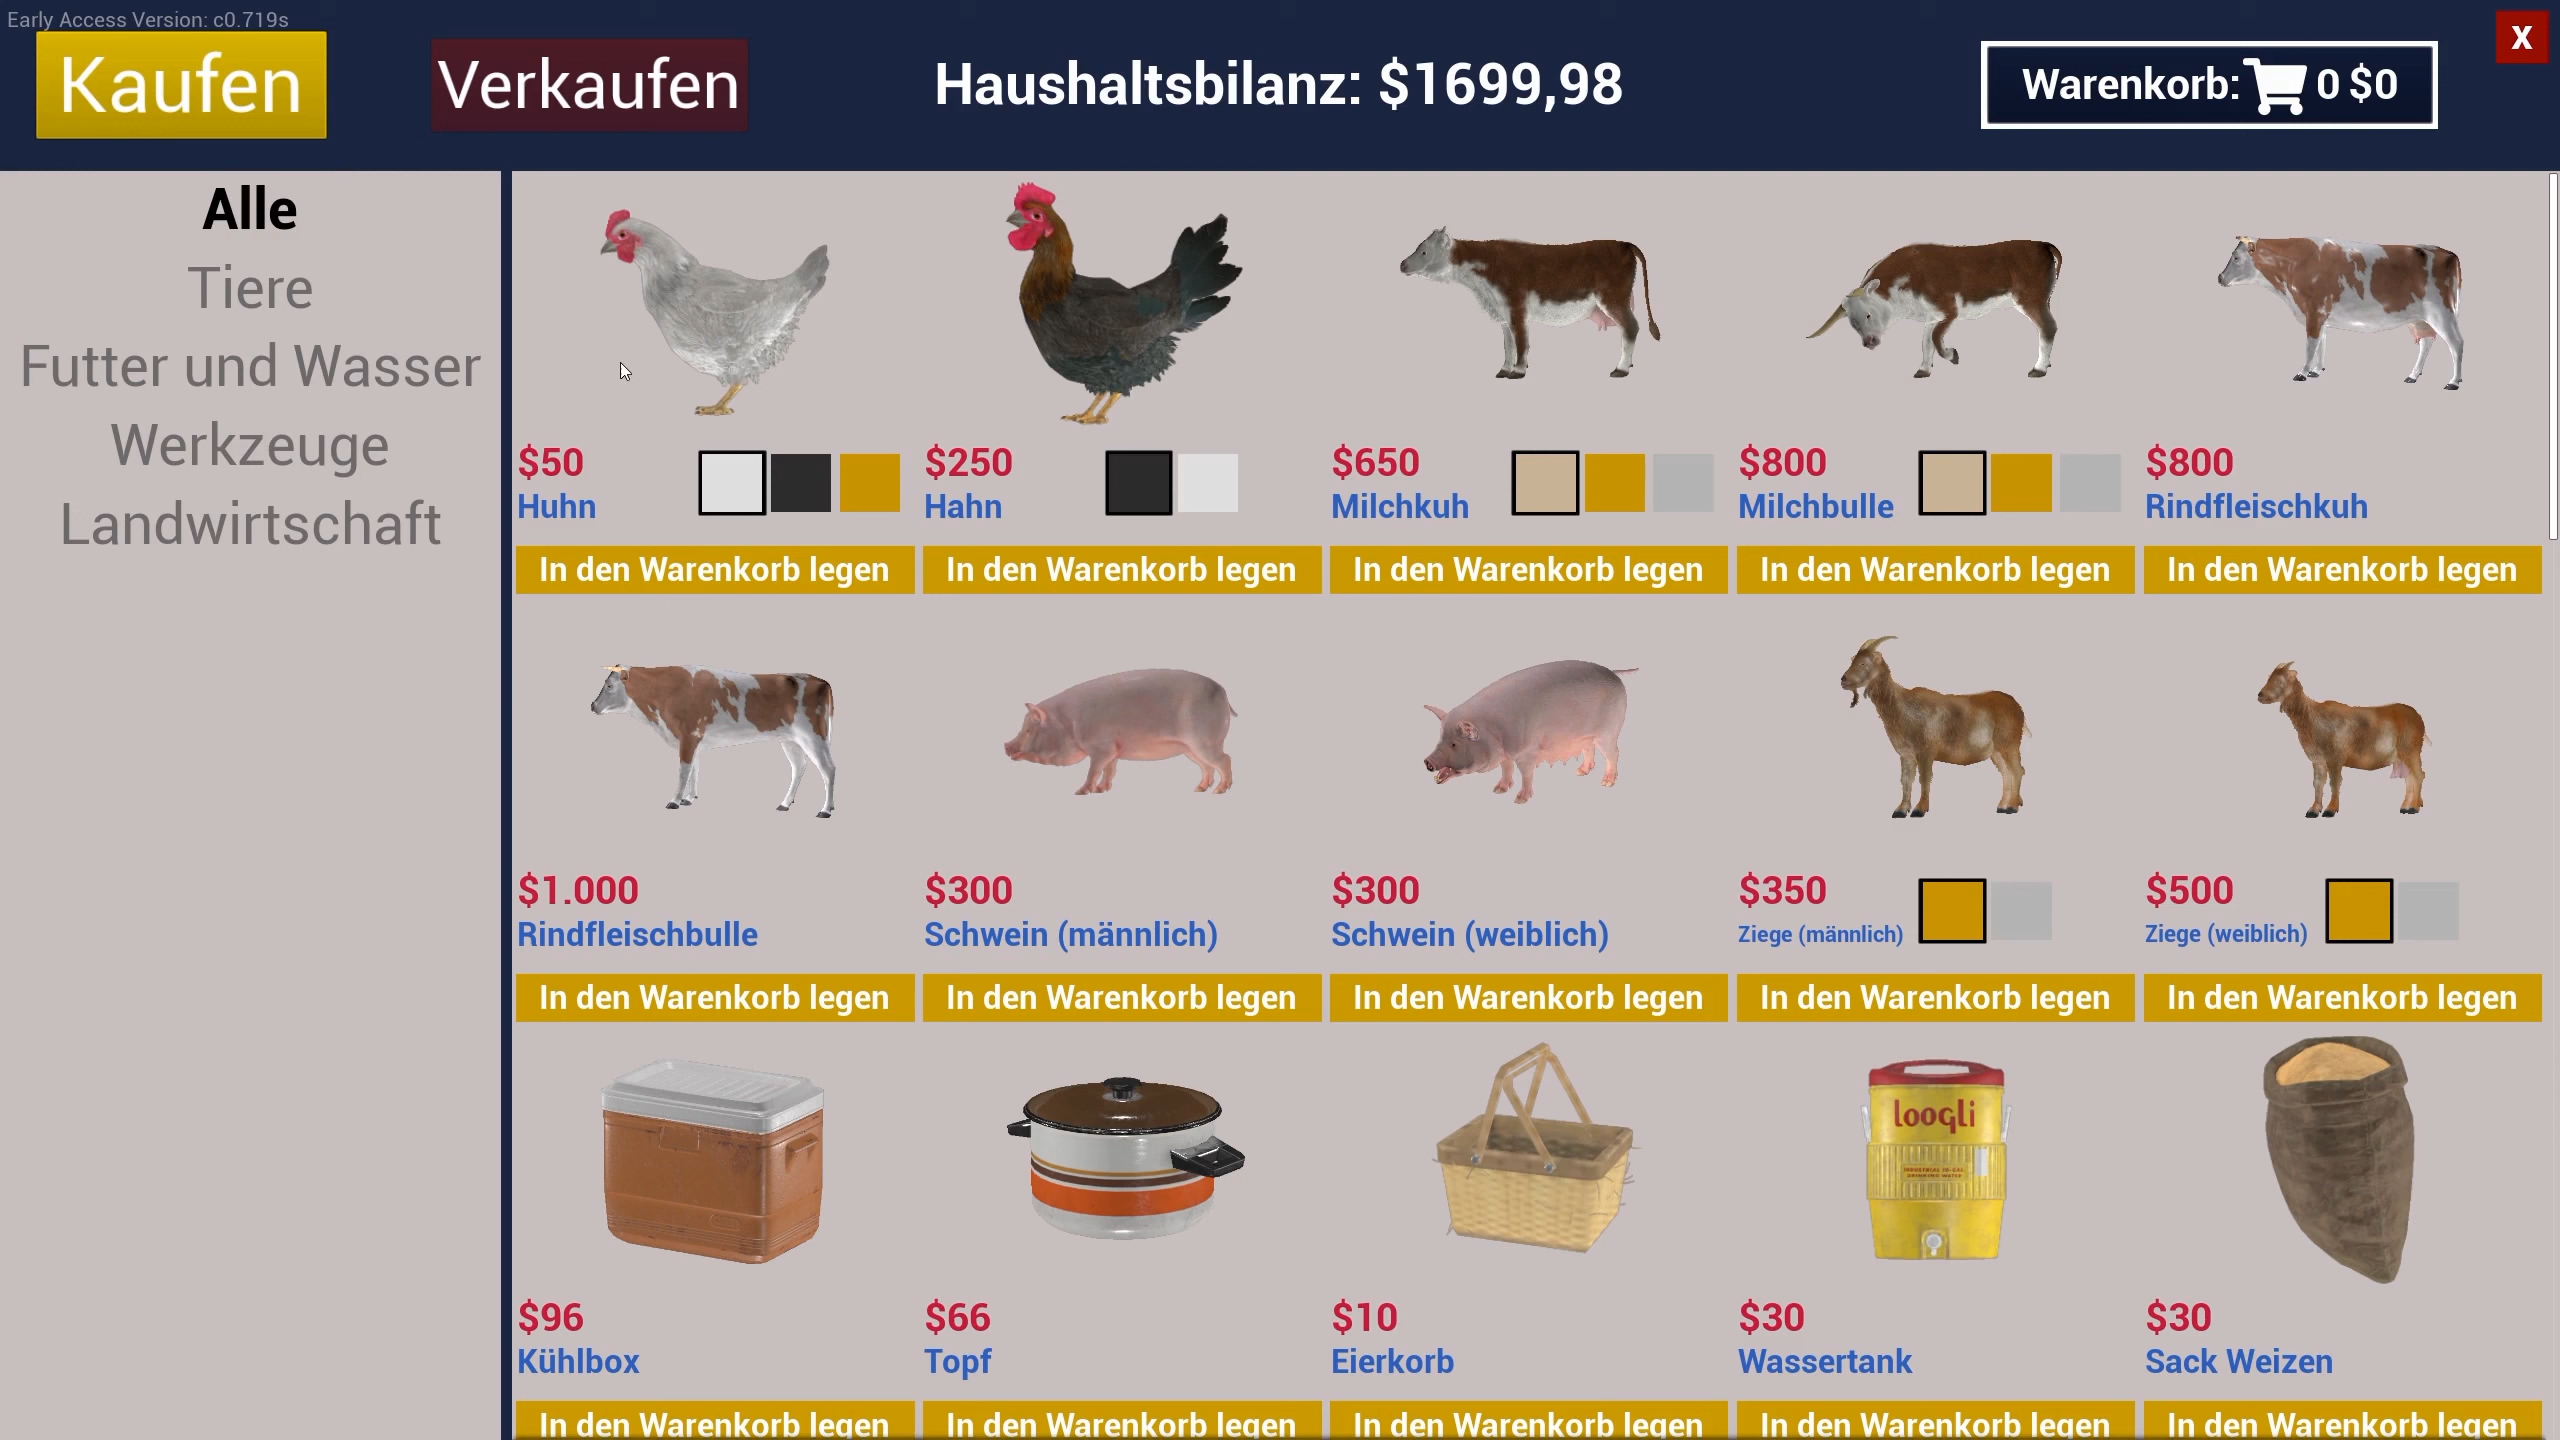 Early Access Version: c0.719s
Kaufen
Verkaufen
Haushaltsbilanz: $1699,98
Warenkorb: 0 $0
X
Alle
Tiere
Futter und Wasser
Werkzeuge
Landwirtschaft
$50
Huhn
In den Warenkorb legen
$250
Hahn
In den Warenkorb legen
$650
Milchkuh
In den Warenkorb legen
$800
Milchbulle
In den Warenkorb legen
$800
Rindfleischkuh
In den Warenkorb legen
$1.000
Rindfleischbulle
In den Warenkorb legen
$300
Schwein (männlich)
In den Warenkorb legen
$300
Schwein (weiblich)
In den Warenkorb legen
$350
Ziege (männlich)
In den Warenkorb legen
$500
Ziege (weiblich)
In den Warenkorb legen
$96
Kühlbox
In den Warenkorb legen
$66
Topf
In den Warenkorb legen
$10
Eierkorb
In den Warenkorb legen
looqli
INDUSTRIAL 10-GAL
DRINKING WATER
$30
Wassertank
In den Warenkorb legen
$30
Sack Weizen
In den Warenkorb legen